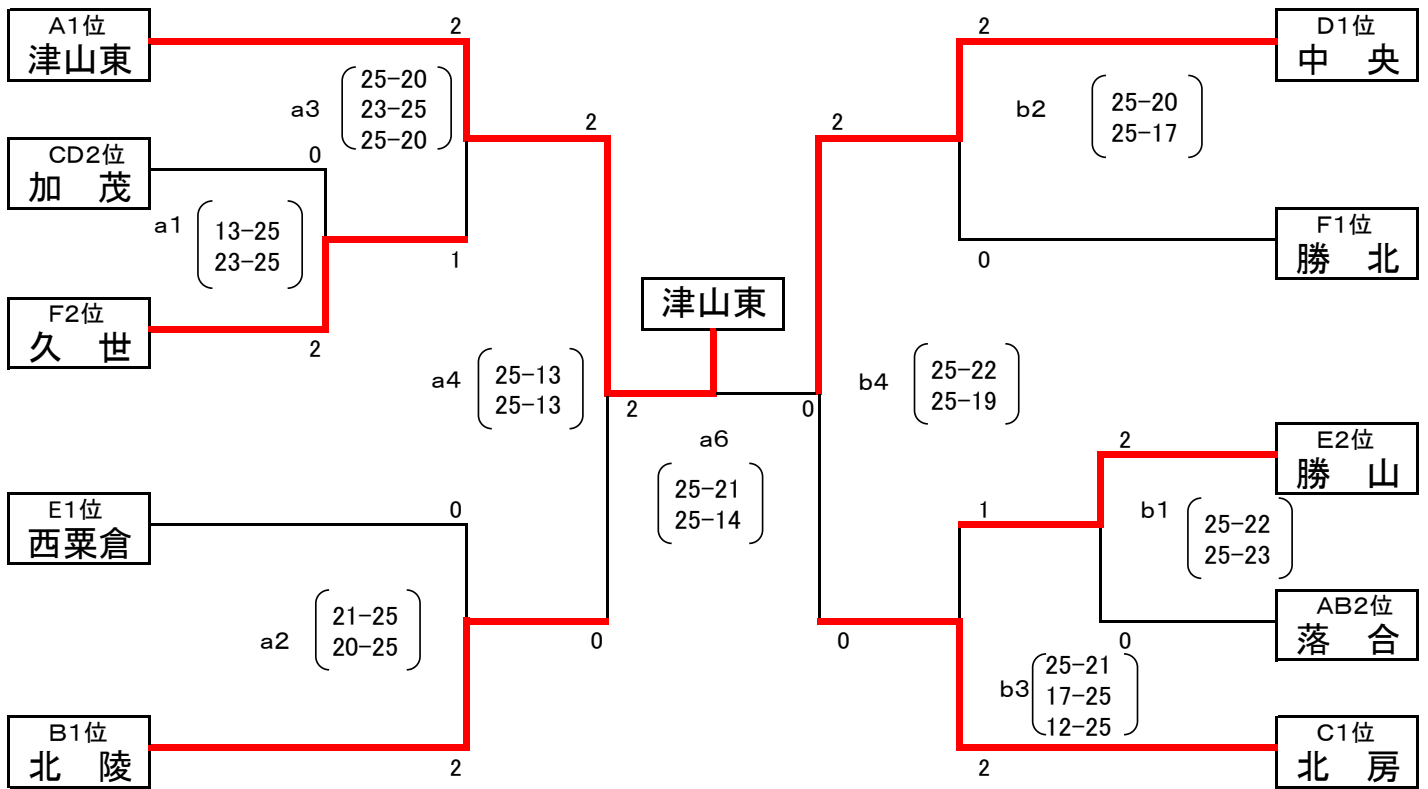 A1位
津山東
2
a3
25-20
23-25
25-20
CD2位
加　茂
0
a1
13-25
23-25
1
F2位
久　世
2
2
a4
25-13
25-13
E1位
西粟倉
0
a2
21-25
20-25
0
B1位
北　陵
2
津山東
2
0
a6
25-21
25-14
2
D1位
中　央
2
b2
25-20
25-17
F1位
勝　北
0
b4
25-22
25-19
E2位
勝　山
2
b1
25-22
25-23
1
AB2位
落　合
0
0
b3
25-21
17-25
12-25
C1位
北　房
2